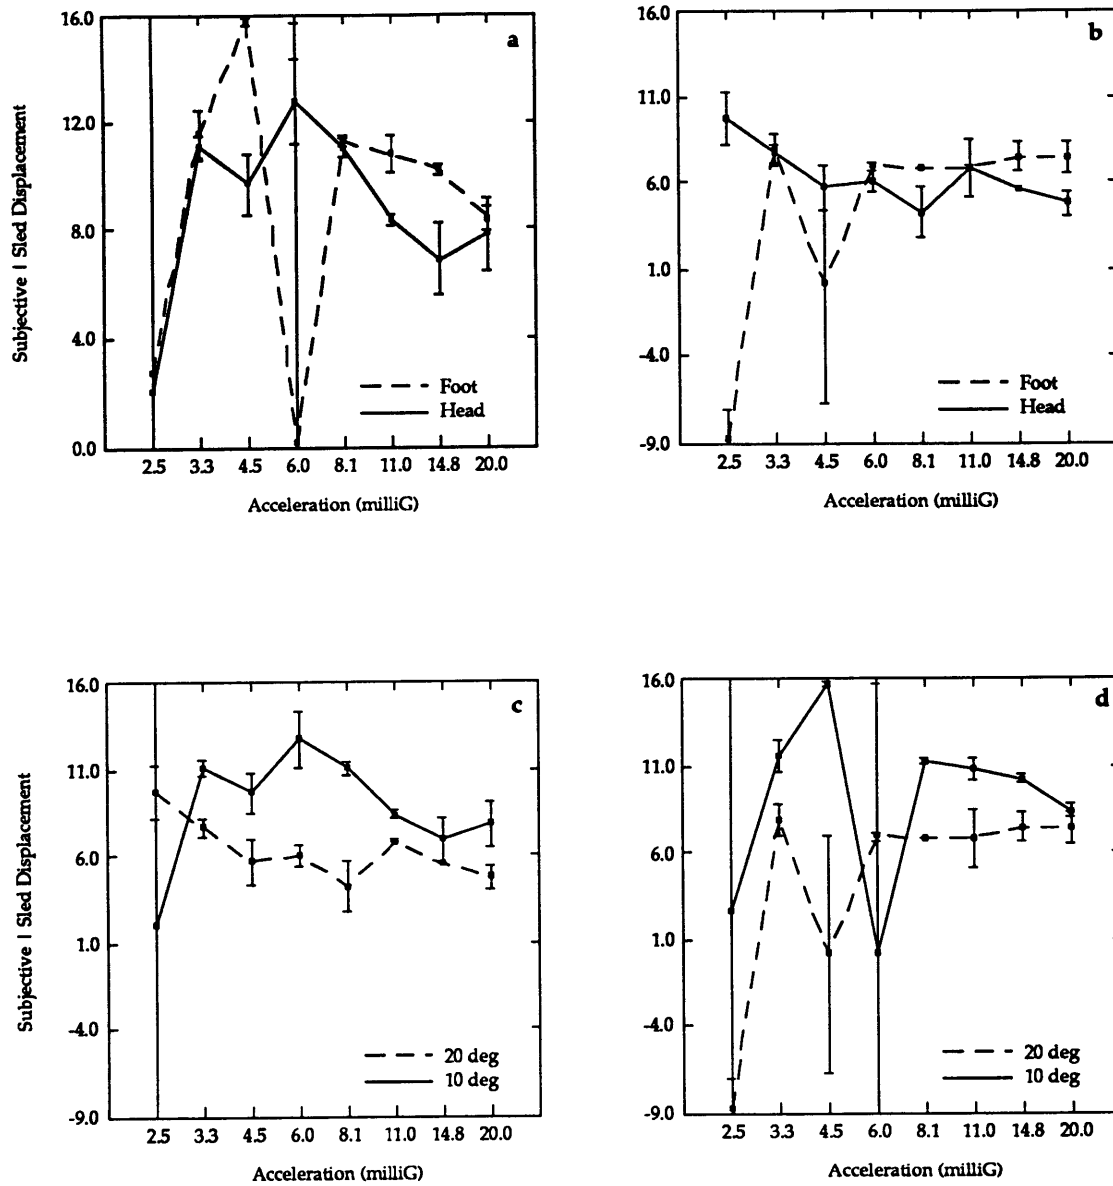 a
16.0
12.0
8.0
4.0
0.0
Subjective | Sled Displacement
Foot
Head
2.5 3.3 4.5 6.0 8.1 11.0 14.8 20.0
Acceleration (milliG)
b
16.0
11.0
6.0
1.0
-4.0
-9.0
Foot
Head
2.5 3.3 4.5 6.0 8.1 11.0 14.8 20.0
Acceleration (milliG)
c
16.0
11.0
6.0
1.0
-4.0
-9.0
Subjective | Sled Displacement
20 deg
10 deg
2.5 3.3 4.5 6.0 8.1 11.0 14.8 20.0
Acceleration (milliG)
d
16.0
11.0
6.0
1.0
-4.0
-9.0
20 deg
10 deg
2.5 3.3 4.5 6.0 8.1 11.0 14.8 20.0
Acceleration (milliG)